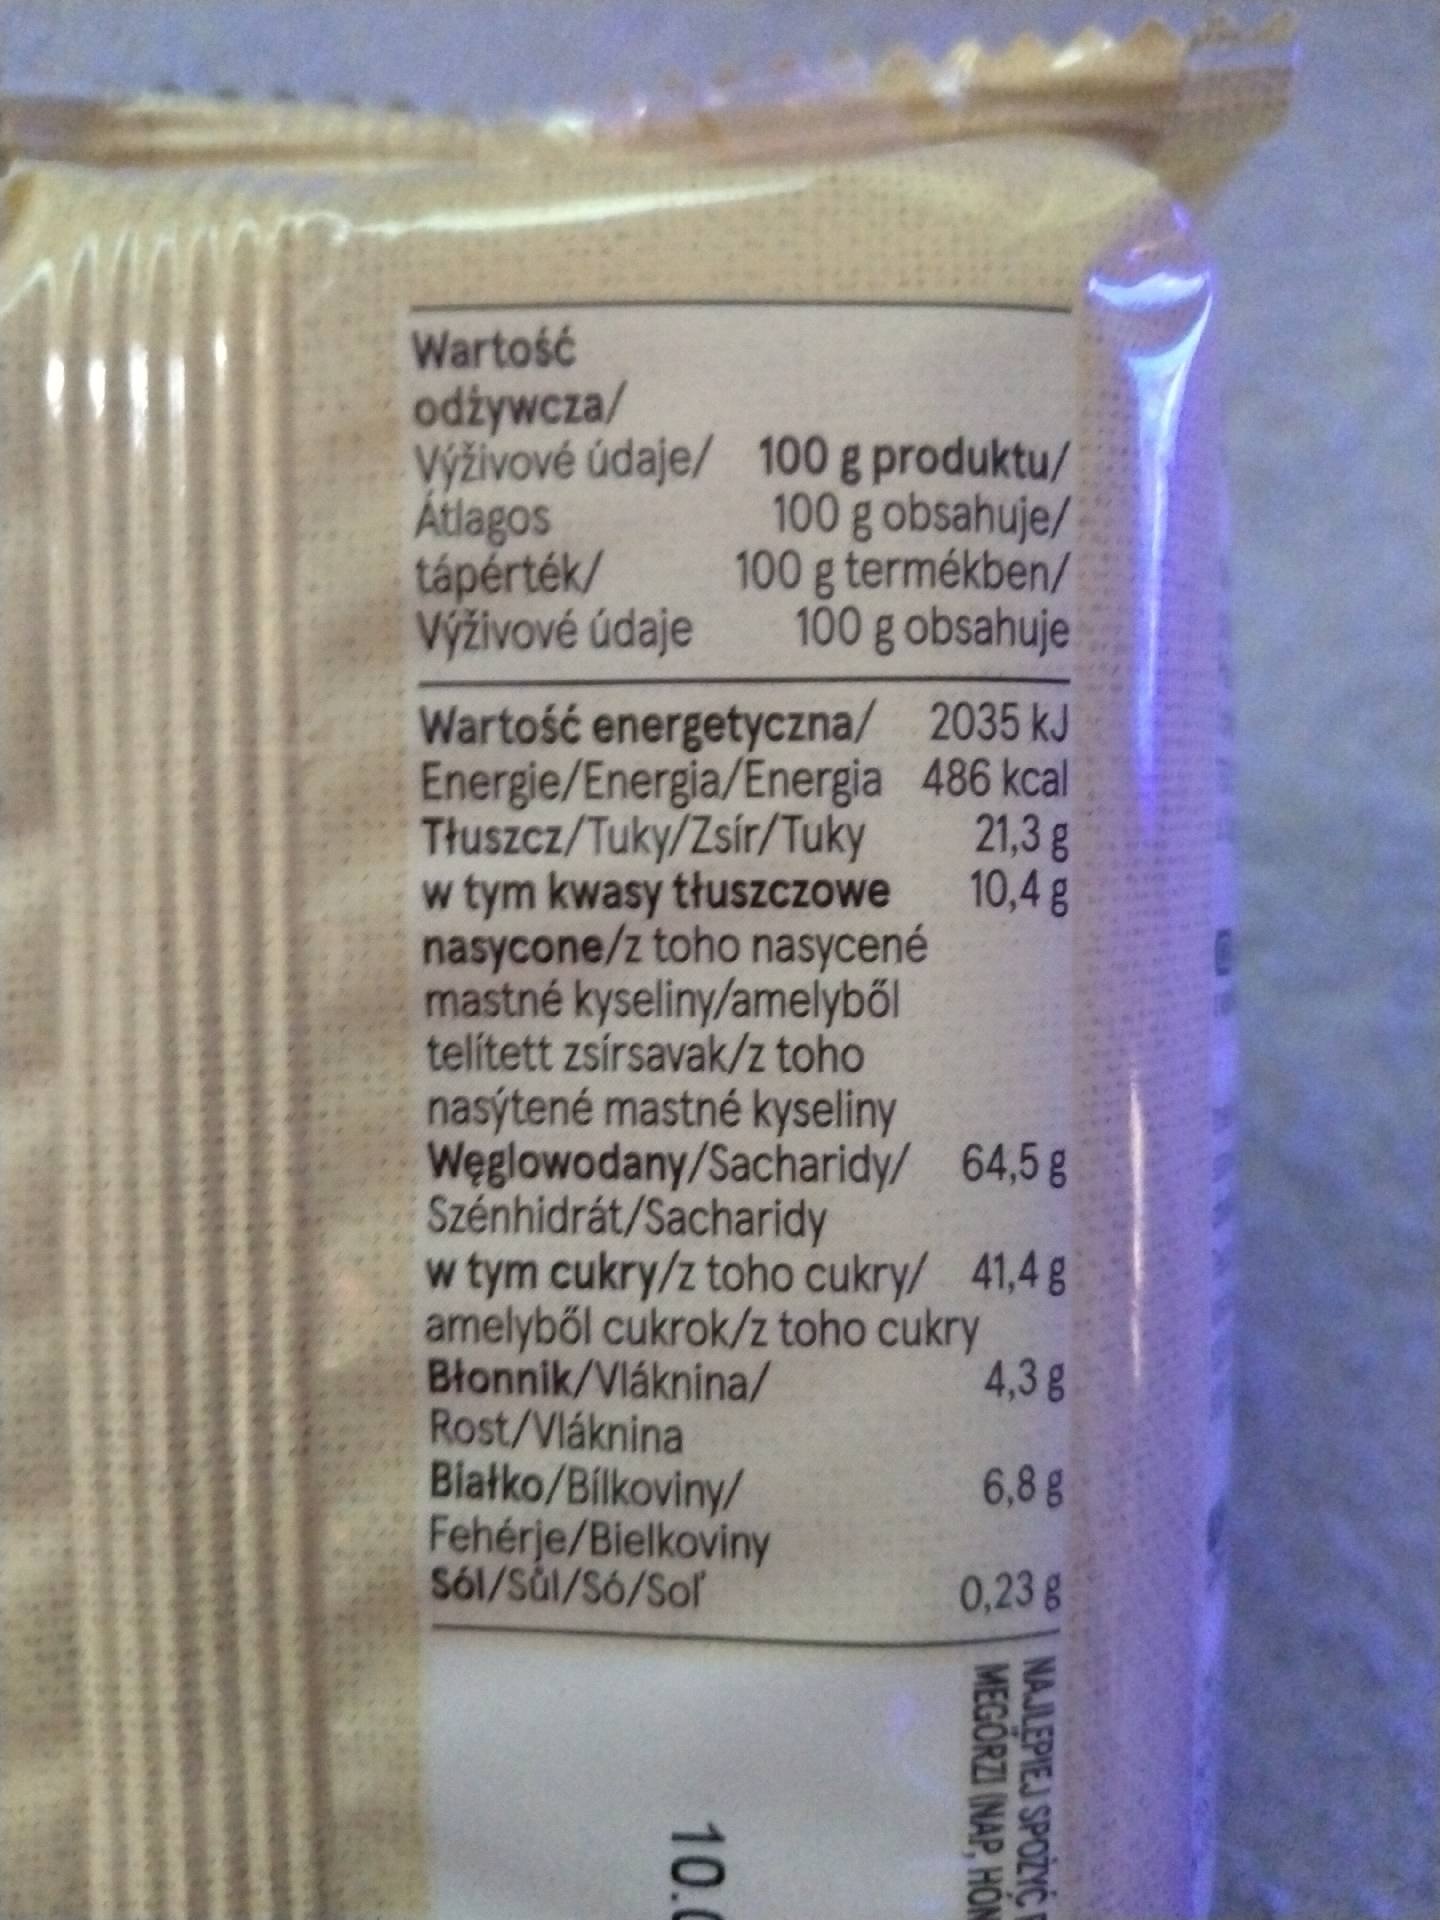 Wartość
odżywcza/
Výživové údaje/ 100 g produktu/
Átlagos 100 g obsahuje/
tápérték/ 100 g termékben/
Výživové údaje 100 g obsahuje
Wartość energetyczna/ 2035 kJ
Energie/Energia/Energia 486 kcal
Tłuszcz/Tuky/Zsír/Tuky 21,3 g
w tym kwasy tłuszczowe 10,4 g
nasycone/z toho nasycené
mastné kyseliny/amelyből
telített zsírsavak/z toho
nasýtené mastné kyseliny
Węglowodany/Sacharidy/ 64,5 g
Szénhidrát/Sacharidy
w tym cukry/z toho cukry/ 41,4 g
amelyből cukrok/z toho cukry
Błonnik/Vláknina/ 4,3 g
Rost/Vláknina
Białko/Bílkoviny/ 6,8 g
Fehérje/Bielkoviny
Sól/Sůl/Só/Soľ 0,23 g
NAJLEPIEJ SPOŻYĆ
MEGŐRZI (NAP, HÓN
10.